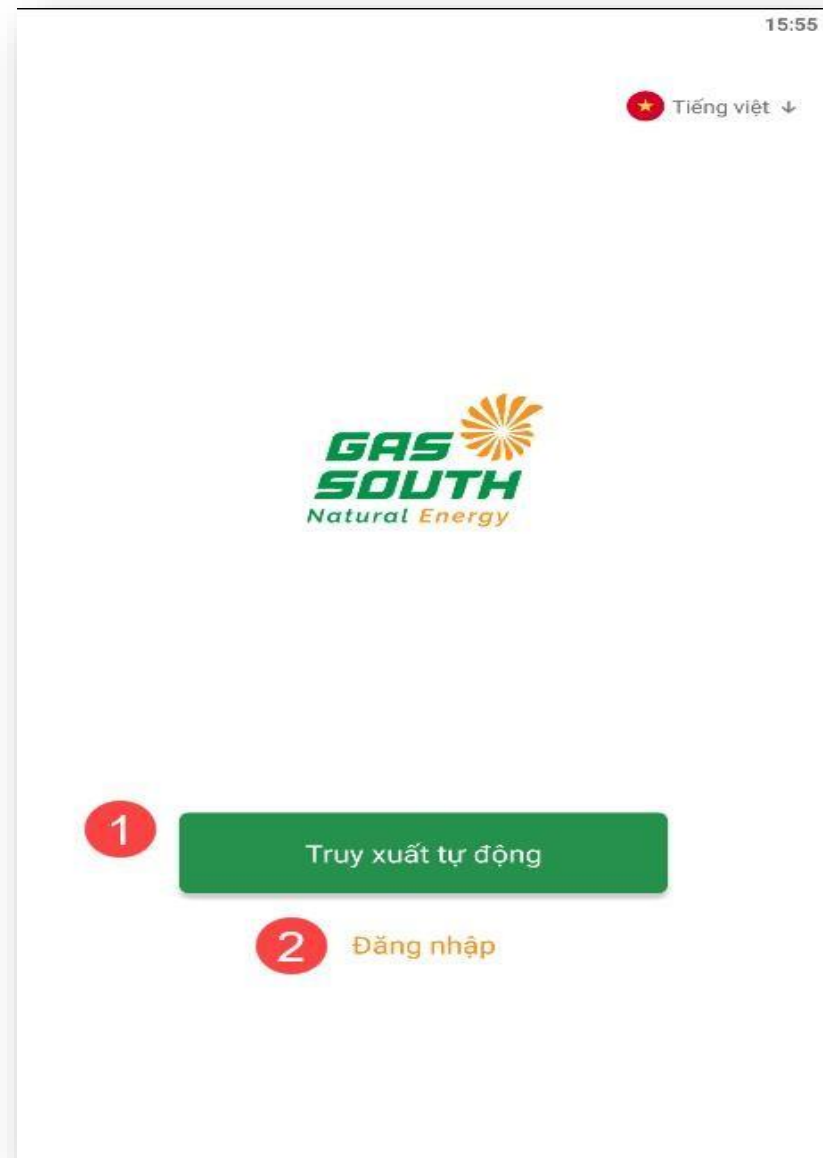 15:55
Tiếng việt ↓
GAS
SOUTH
Natural Energy
1
Truy xuất tự động
2
Đăng nhập